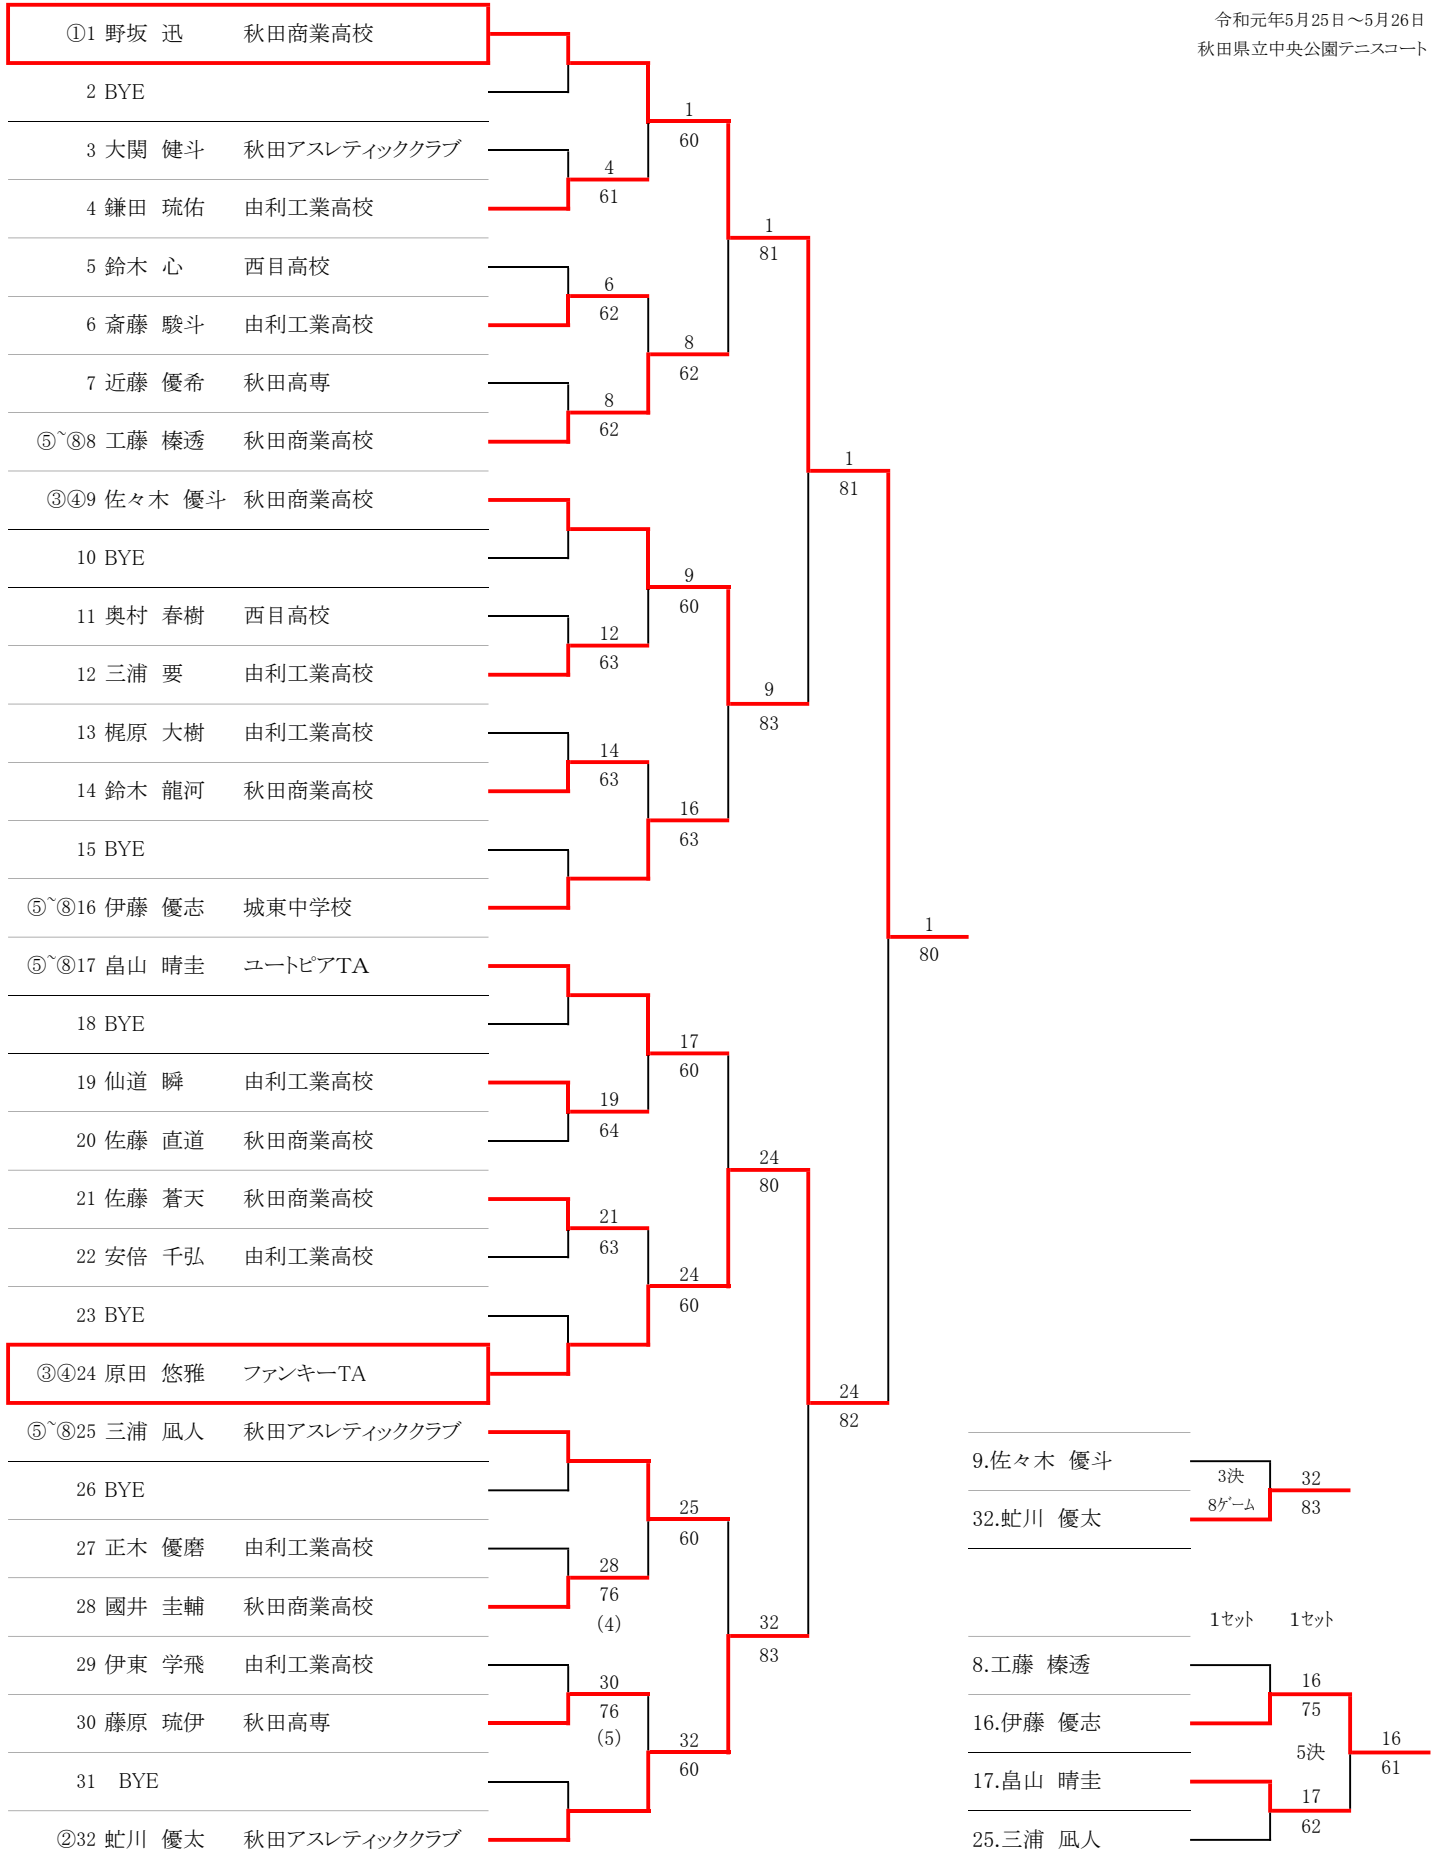 令和元年5月25日～5月26日
秋田県立中央公園テニスコート
①1 野坂 迅 秋田商業高校
2 BYE
3 大関 健斗 秋田アスレティッククラブ
4 鎌田 琉佑 由利工業高校
5 鈴木 心 西目高校
6 斎藤 駿斗 由利工業高校
7 近藤 優希 秋田高専
⑤~⑧8 工藤 榛透 秋田商業高校
③④9 佐々木 優斗 秋田商業高校
10 BYE
11 奥村 春樹 西目高校
12 三浦 要 由利工業高校
13 梶原 大樹 由利工業高校
14 鈴木 龍河 秋田商業高校
15 BYE
⑤~⑧16 伊藤 優志 城東中学校
⑤~⑧17 畠山 晴圭 ユートピアTA
18 BYE
19 仙道 瞬 由利工業高校
20 佐藤 直道 秋田商業高校
21 佐藤 蒼天 秋田商業高校
22 安倍 千弘 由利工業高校
23 BYE
③④24 原田 悠雅 ファンキーTA
⑤~⑧25 三浦 凪人 秋田アスレティッククラブ
26 BYE
27 正木 優磨 由利工業高校
28 國井 圭輔 秋田商業高校
29 伊東 学飛 由利工業高校
30 藤原 琉伊 秋田高専
31 BYE
②32 虻川 優太 秋田アスレティッククラブ
4
61
6
62
8
62
12
63
14
63
19
64
21
63
28
76
(4)
30
76
(5)
1
60
8
62
9
60
16
63
17
60
24
60
25
60
32
60
1
81
9
83
24
80
32
83
1
81
24
82
1
80
9.佐々木 優斗
32.虻川 優太
3決
8ゲーム
32
83
1セット 1セット
8.工藤 榛透
16.伊藤 優志
17.畠山 晴圭
25.三浦 凪人
16
75
5決
17
62
16
61